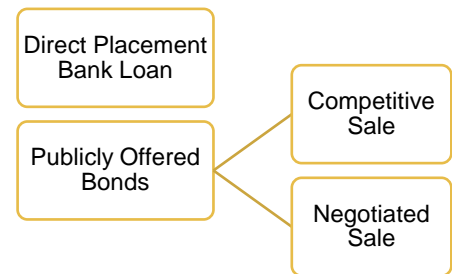 Direct Placement
Bank Loan
Publicly Offered
Bonds
Competitive
Sale
Negotiated
Sale